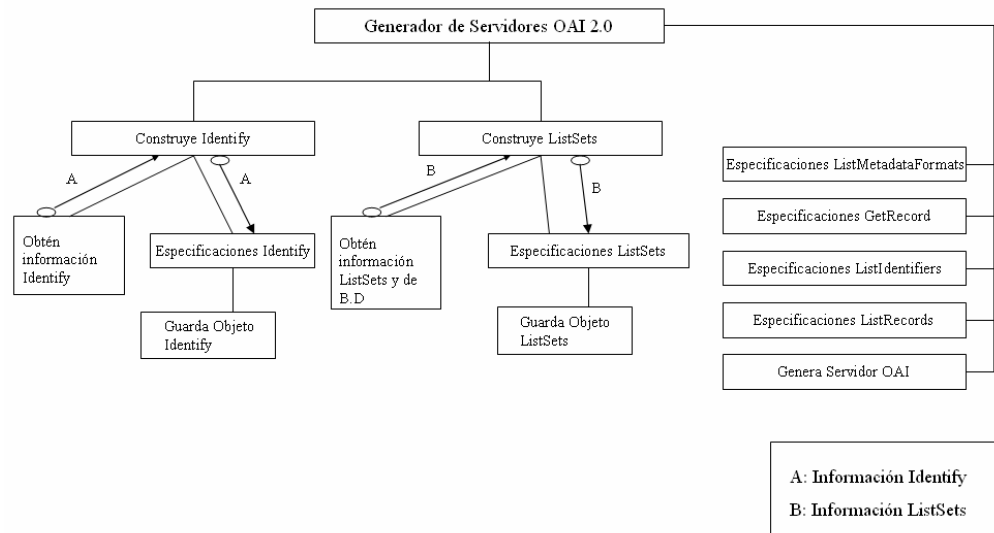 Generador de Servidores OAI 2.0
Construye Identify
Construye ListSets
A
A
B
B
Obtén
información
Identify
Especificaciones Identify
Guarda Objeto
Identify
Obtén
información
ListSets y de
B.D
Especificaciones ListSets
Guarda Objeto
ListSets
Especificaciones ListMetadataFormats
Especificaciones GetRecord
Especificaciones ListIdentifiers
Especificaciones ListRecords
Genera Servidor OAI
A: Información Identify
B: Información ListSets